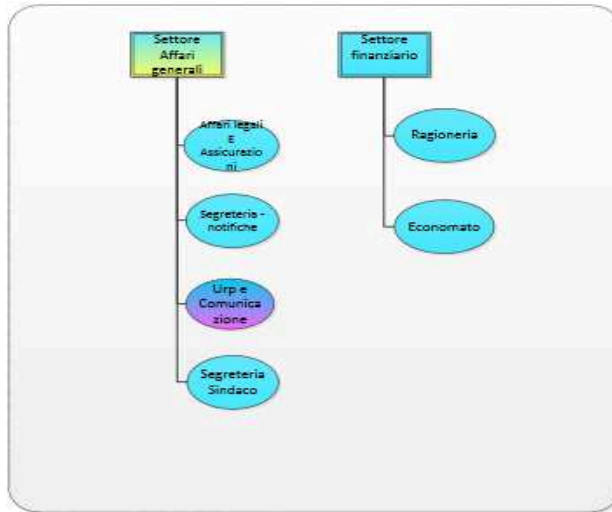 Settore
Affari
generali
Settore
finanziario
Affari legali
E
Assicurazio
ni
Ragioneria
Segreteria -
notifiche
Economato
Urp e
Comunica
zione
Segreteria
Sindaco